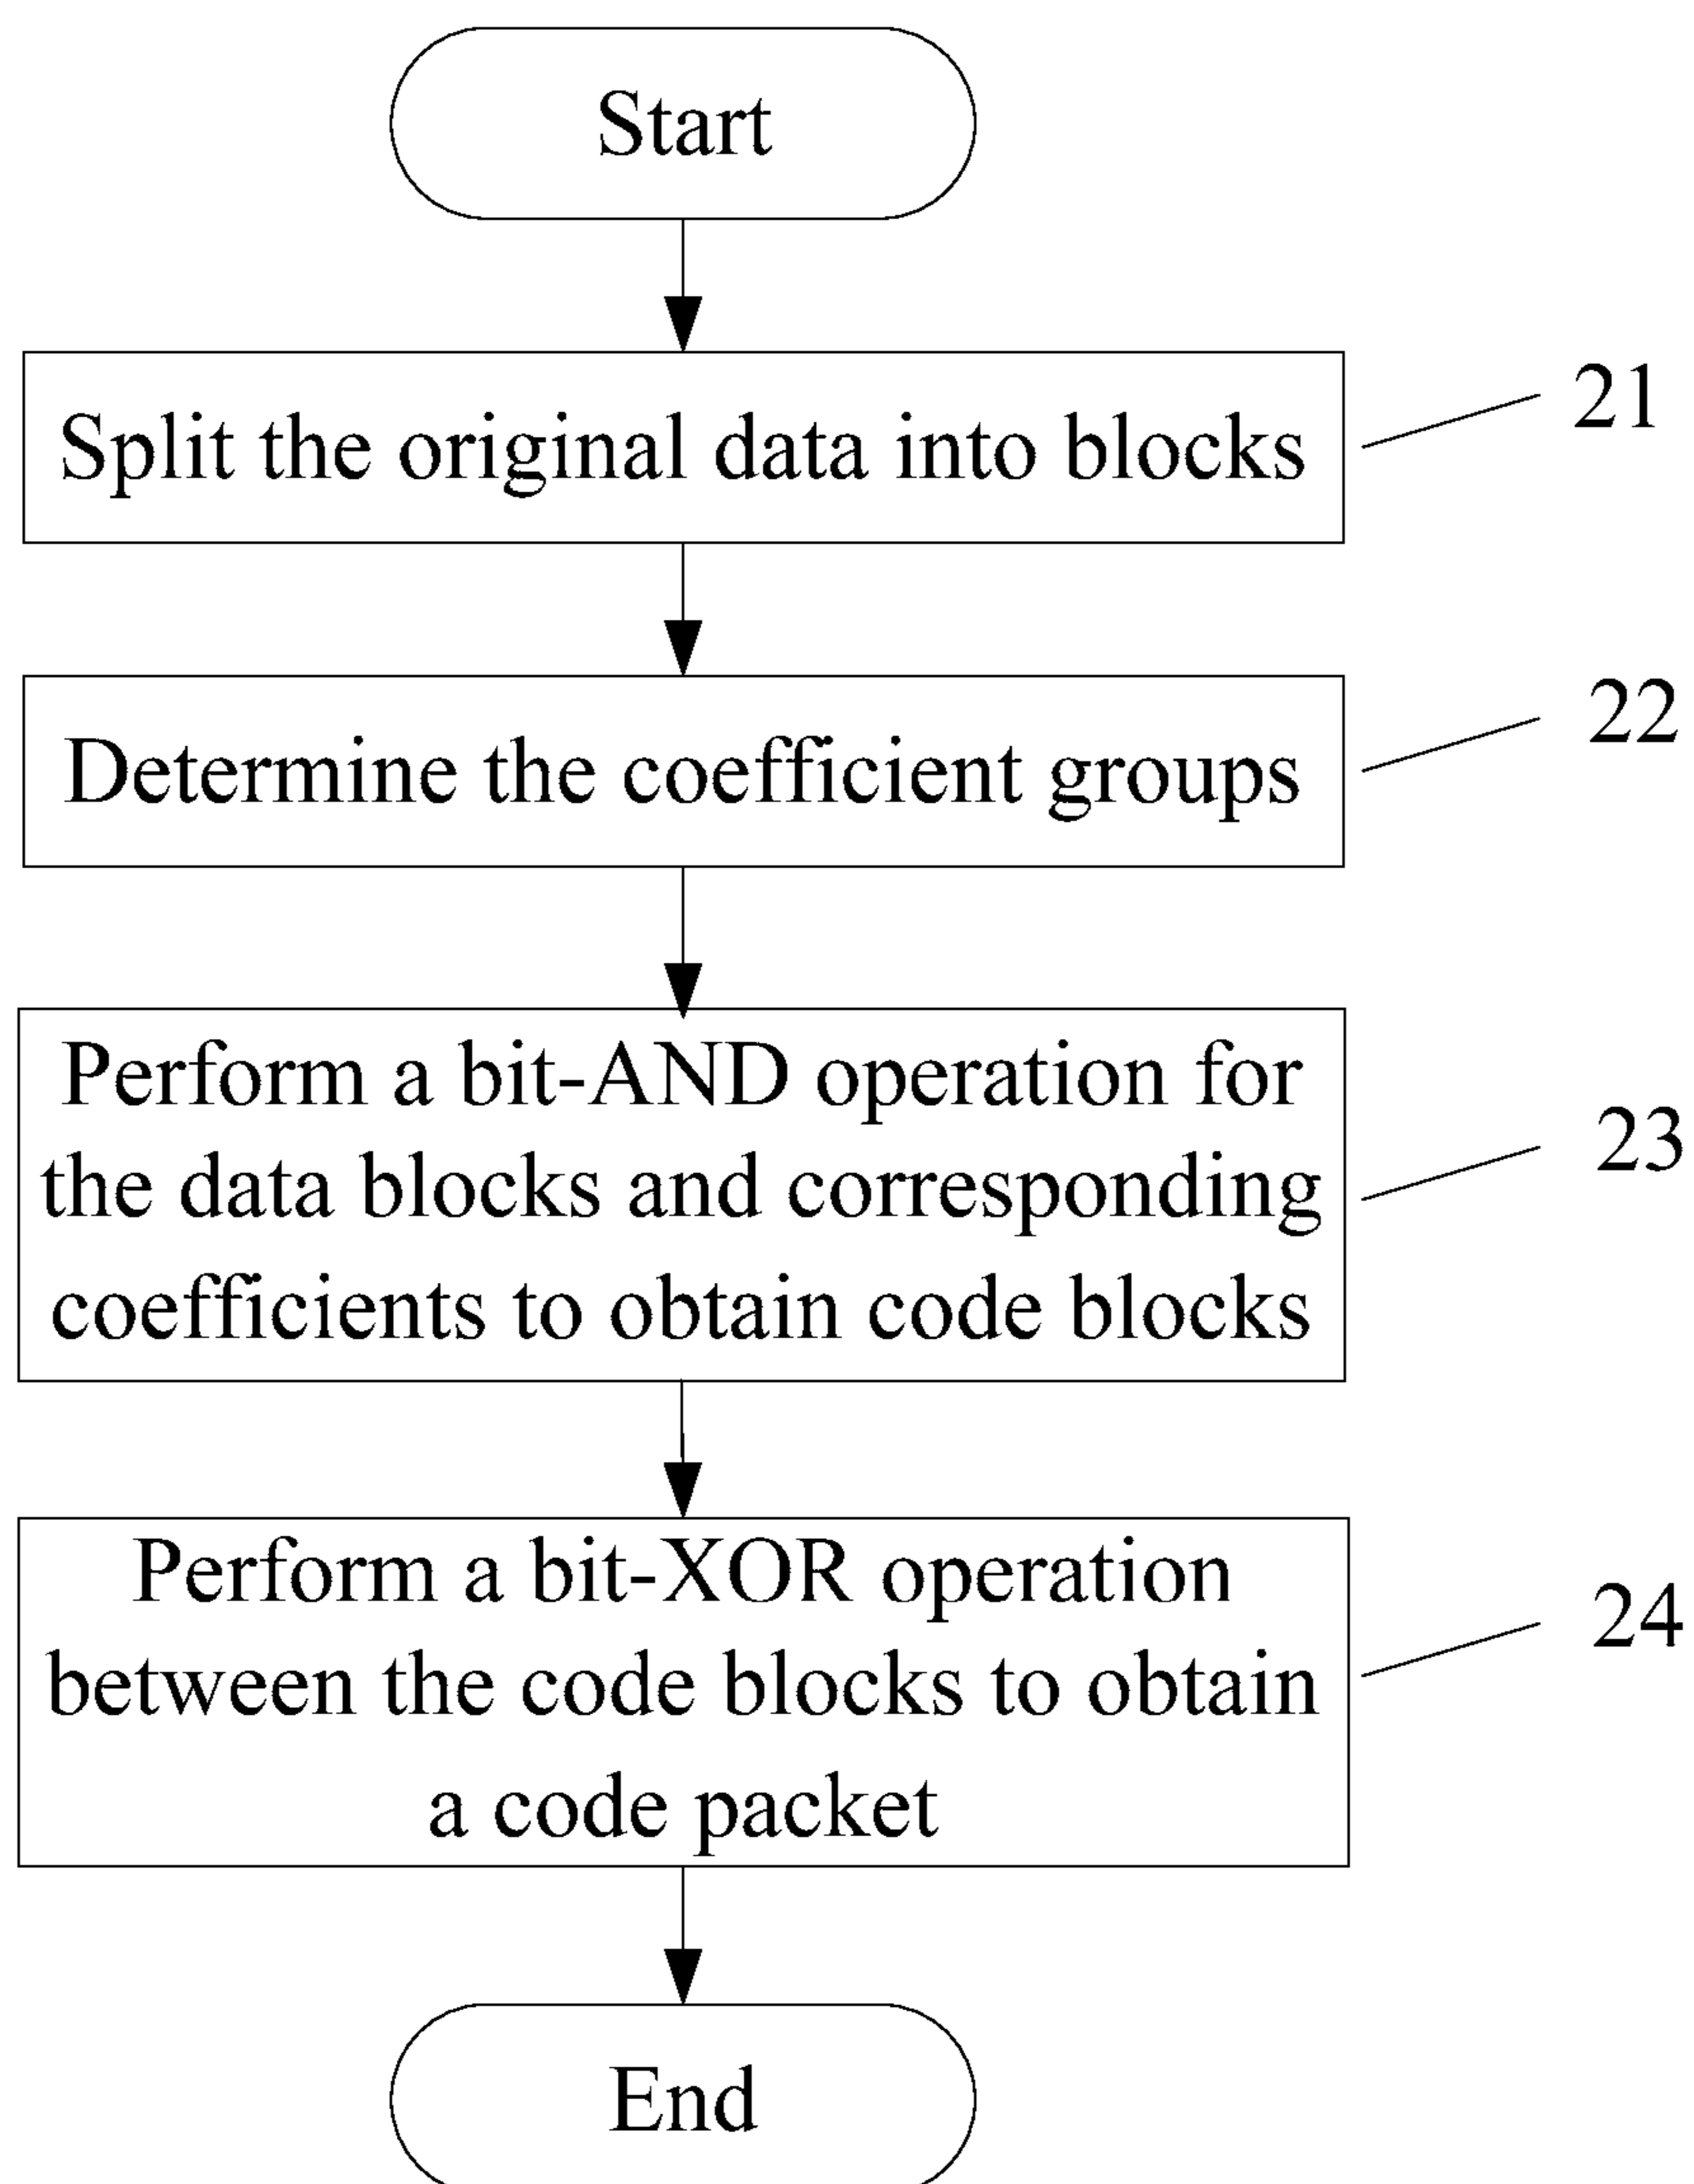 Start
Split the original data into blocks
21
Determine the coefficient groups
22
Perform a bit-AND operation for
the data blocks and corresponding
coefficients to obtain code blocks
23
Perform a bit-XOR operation
between the code blocks to obtain
a code packet
24
End